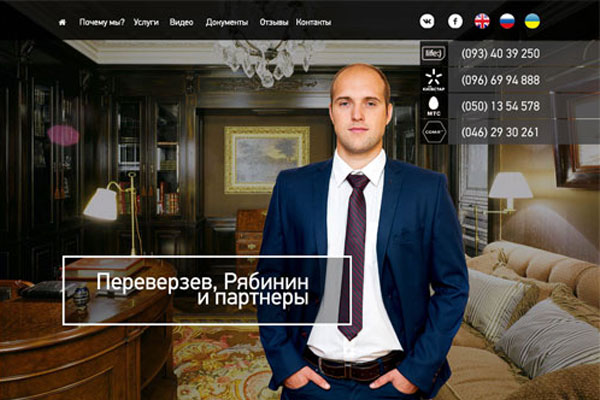 Почему мы?
Услуги
Видео
Документы
Отзывы
Контакты
life:)
(093) 40 39 250
КИЇВСТАР
(096) 69 94 888
МТС
(050) 13 54 578
(046) 29 30 261
Переверзев, Рябинин
и партнеры